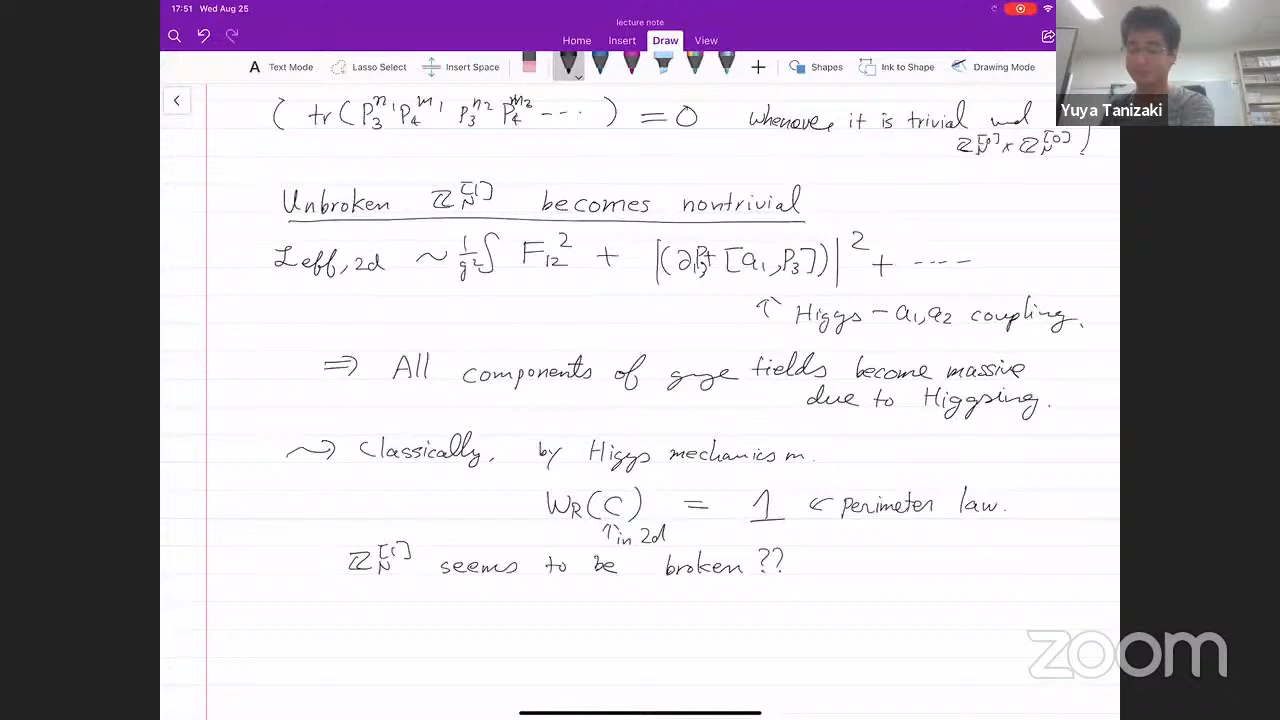 17:51 Wed Aug 25
lecture note
Home Insert Draw View
Text Mode Lasso Select Insert Space Shapes Ink to Shape Drawing Mode
Yuya Tanizaki
( tr( P₃^n₁ P₄^m₁ P₃^n₂ P₄^m₂ ---- ) = 0 whenever it is trivial und Z_N^[0] × Z_N^[0] )
Unbroken Z_N^[1] becomes nontrivial
L_eff, 2d ~ 1/g² ∫ F₁₂² + |(∂₁P₃ + [a₁, P₃])|² + ----
↑ Higgs - a₁, a₂ coupling.
⇒ All components of gauge fields become massive
due to Higgsing.
⇝ Classically, by Higgs mechanism.
W_R(C) = 1 ← perimeter law.
↑ in 2d
Z_N^[1] seems to be broken ??
zoom